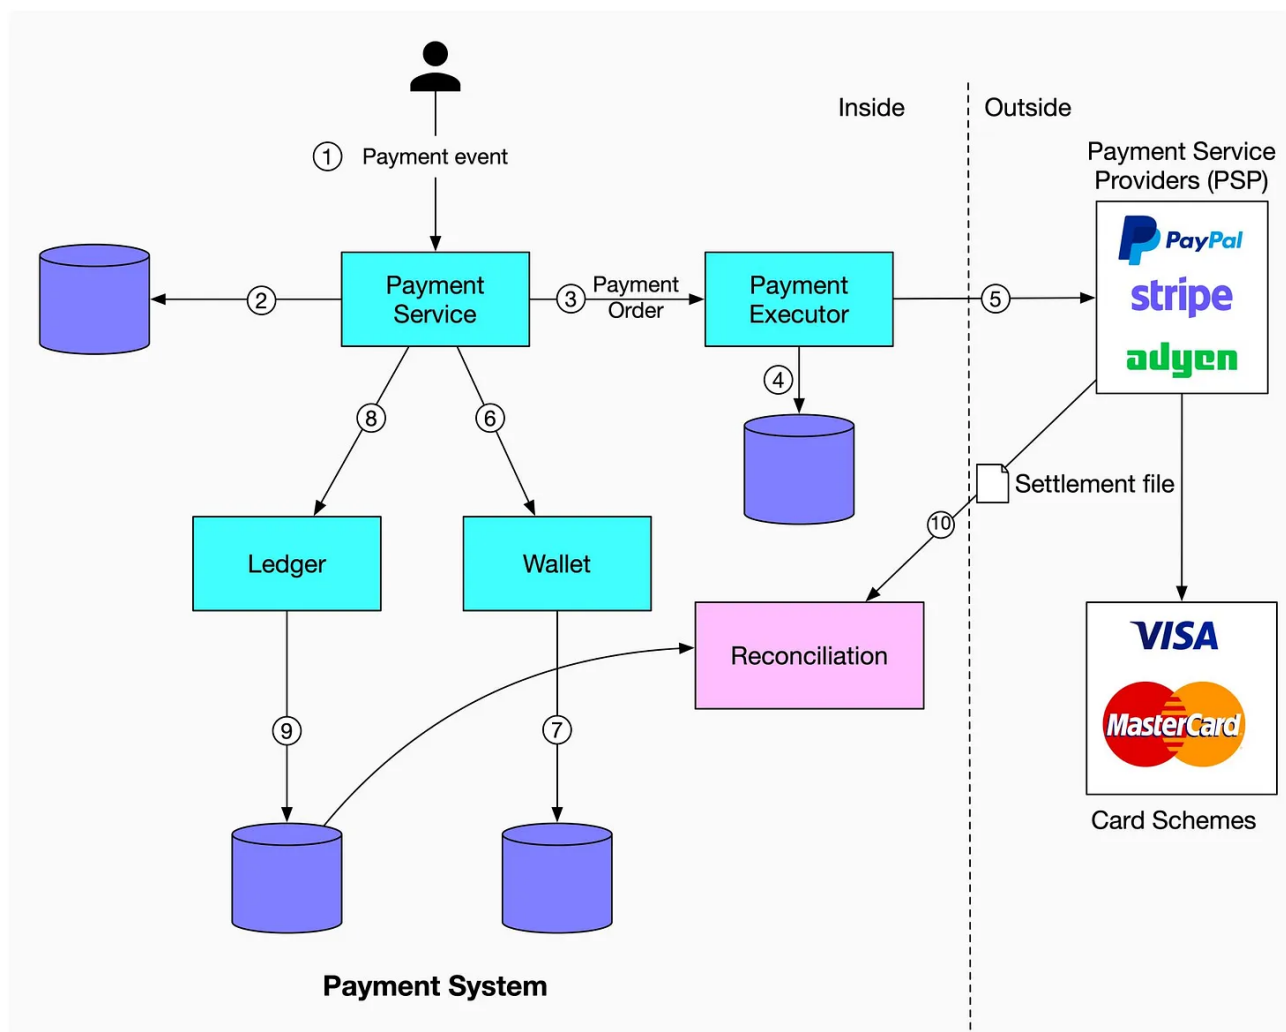 Inside
Outside
Payment Service
Providers (PSP)
1
Payment event
PayPal
stripe
adyen
2
Payment
Service
3
Payment
Order
Payment
Executor
5
4
8
6
Settlement file
10
Ledger
Wallet
Reconciliation
VISA
MasterCard
9
7
Card Schemes
Payment System